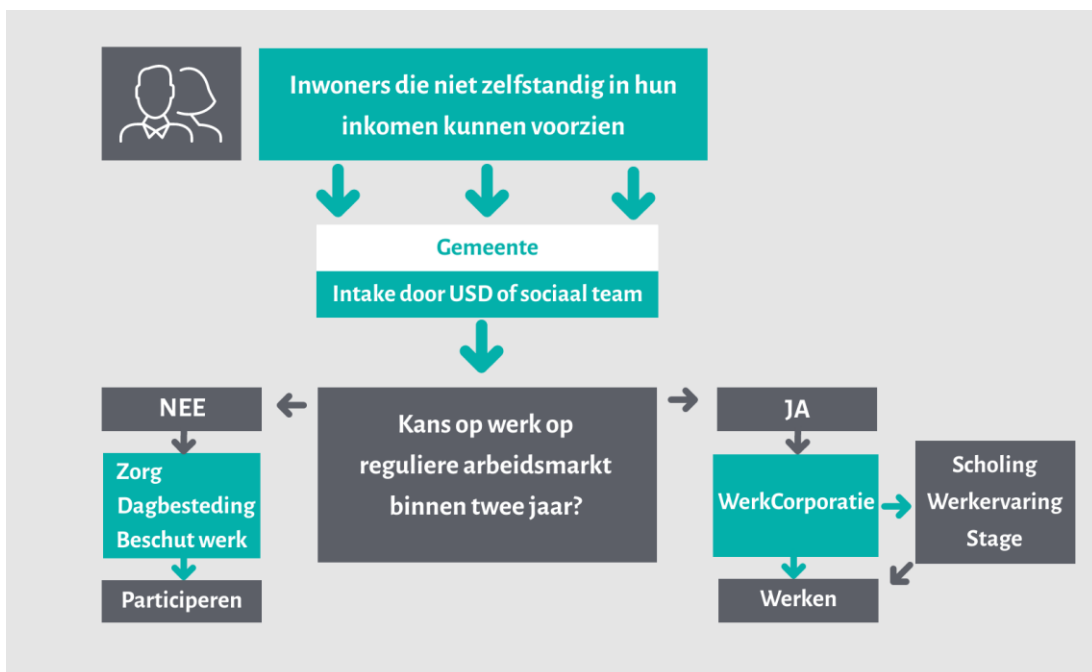 Inwoners die niet zelfstandig in hun
inkomen kunnen voorzien
Gemeente
Intake door USD of sociaal team
NEE
Kans op werk op
reguliere arbeidsmarkt
binnen twee jaar?
JA
Zorg
Dagbesteding
Beschut werk
Participeren
WerkCorporatie
Scholing
Werkervaring
Stage
Werken